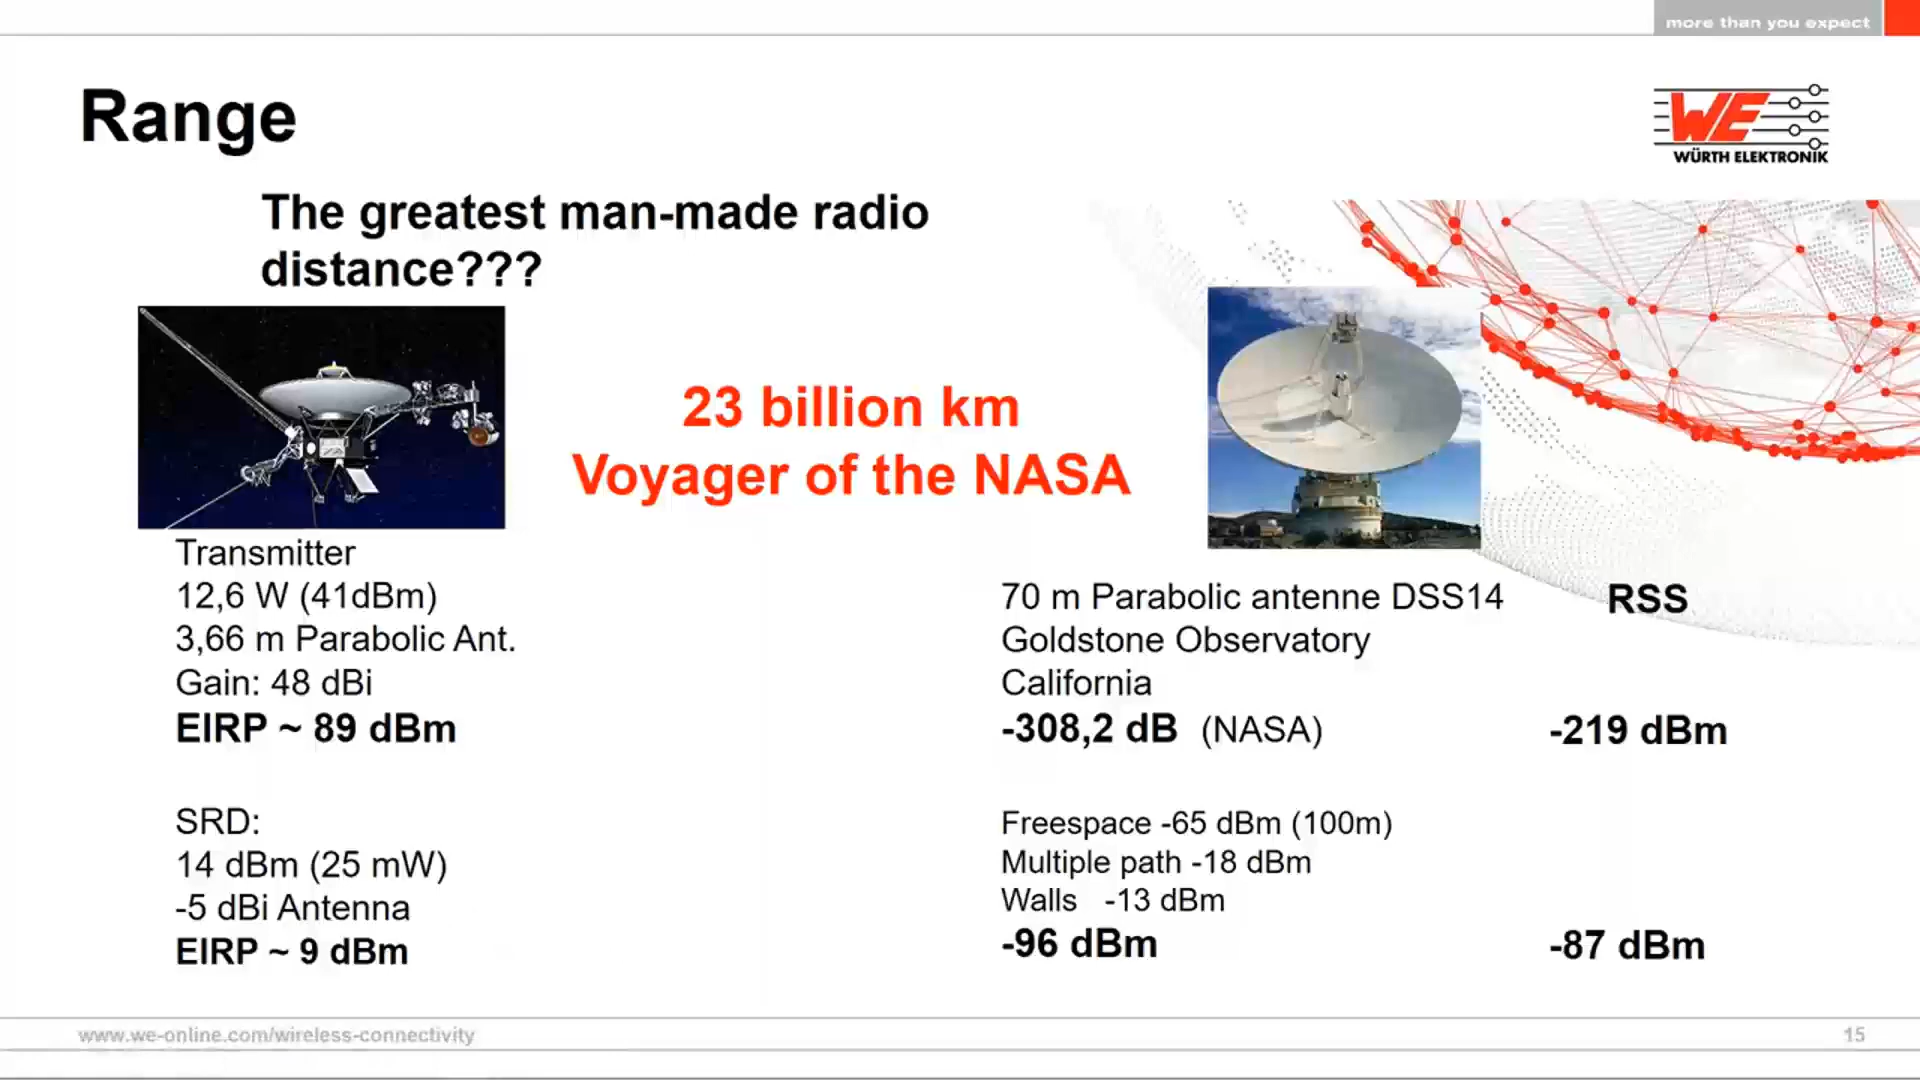 more than you expect
Range
WE
WÜRTH ELEKTRONIK
The greatest man-made radio
distance???
23 billion km
Voyager of the NASA
Transmitter
12,6 W (41dBm)
3,66 m Parabolic Ant.
Gain: 48 dBi
EIRP ~ 89 dBm
70 m Parabolic antenne DSS14
Goldstone Observatory
California
-308,2 dB (NASA)
RSS
-219 dBm
SRD:
14 dBm (25 mW)
-5 dBi Antenna
EIRP ~ 9 dBm
Freespace -65 dBm (100m)
Multiple path -18 dBm
Walls -13 dBm
-96 dBm
-87 dBm
www.we-online.com/wireless-connectivity
15